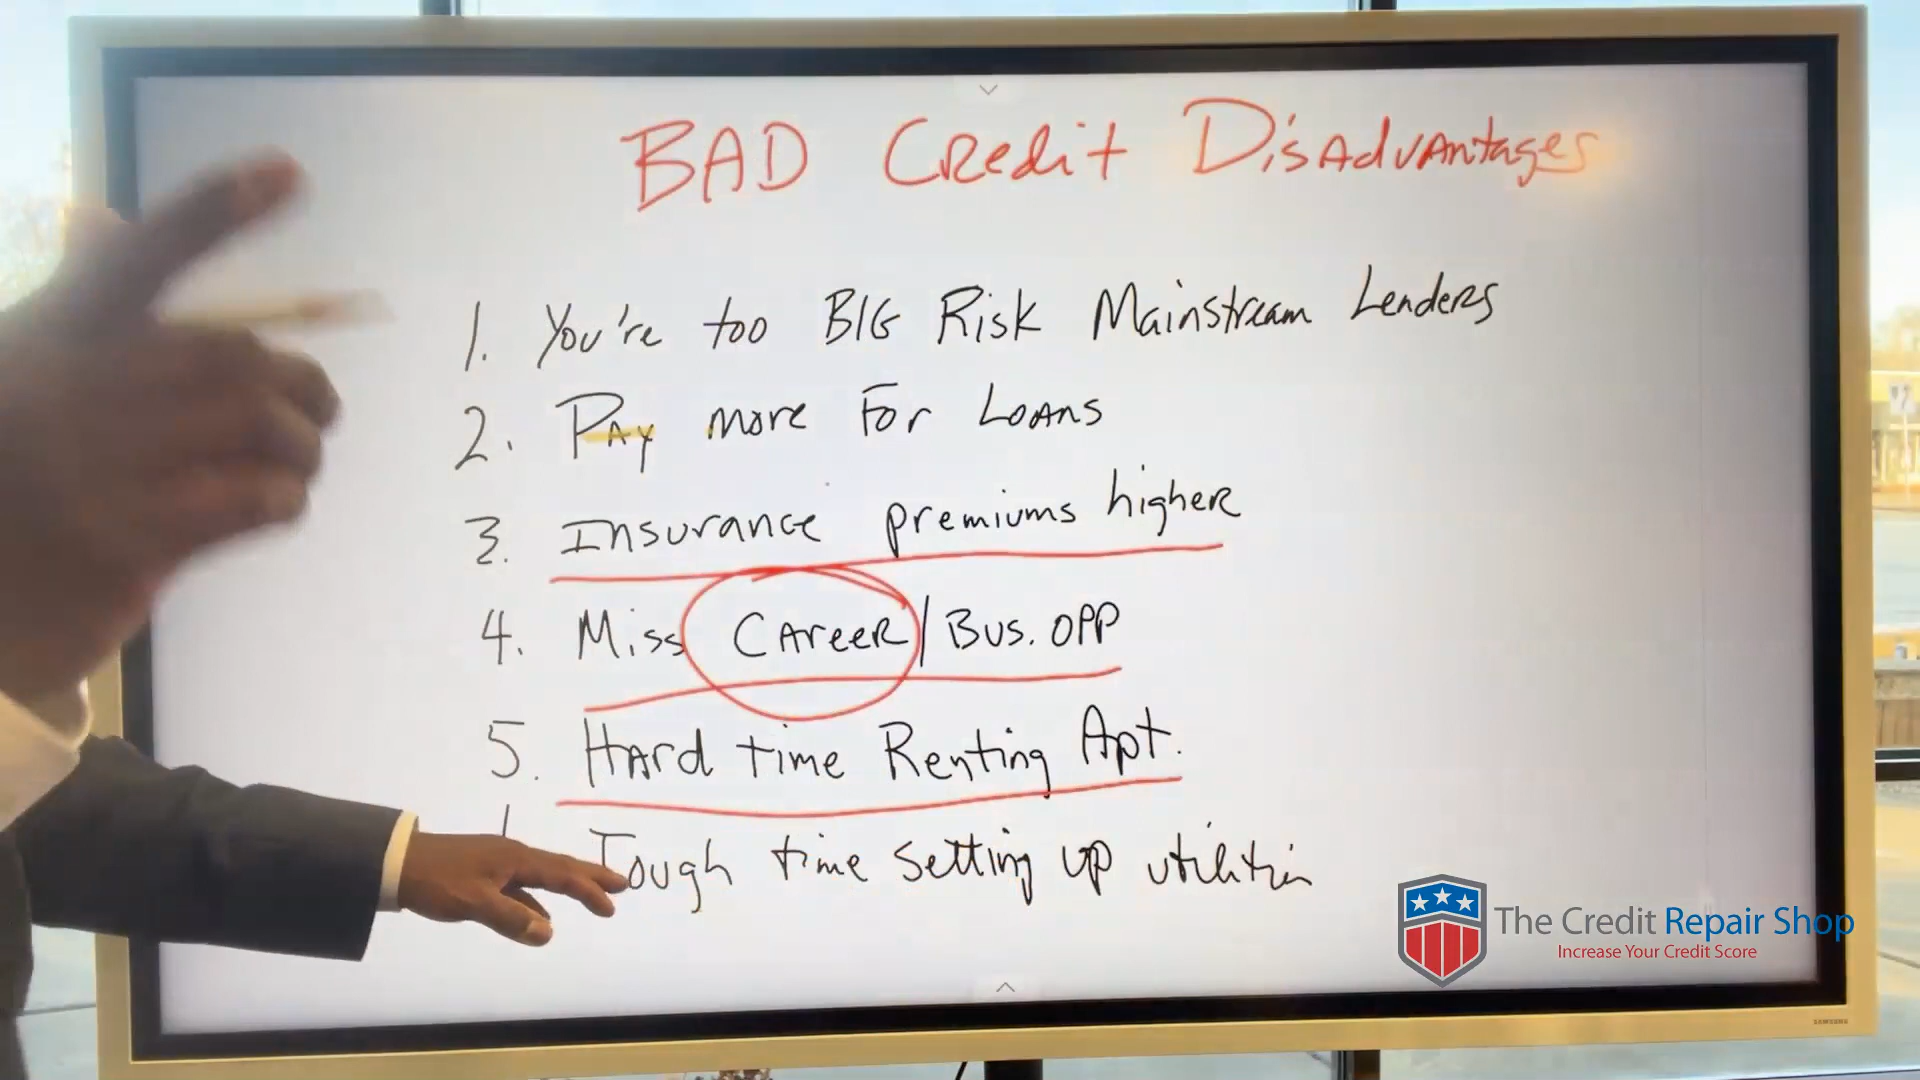 BAD Credit Disadvantages
1. You're too BIG Risk Mainstream Lenders
2. Pay more For Loans
3. Insurance premiums higher
4. Miss Career/Bus. OPP
5. Hard time Renting Apt.
Tough time setting up utilities
The Credit Repair Shop
Increase Your Credit Score
SAMSUNG